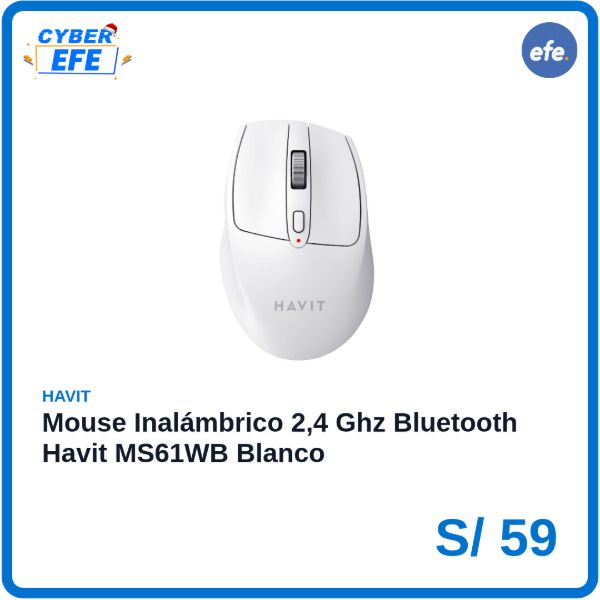 CYBER
EFE
efe.
HAVIT
HAVIT
Mouse Inalámbrico 2,4 Ghz Bluetooth
Havit MS61WB Blanco
S/ 59